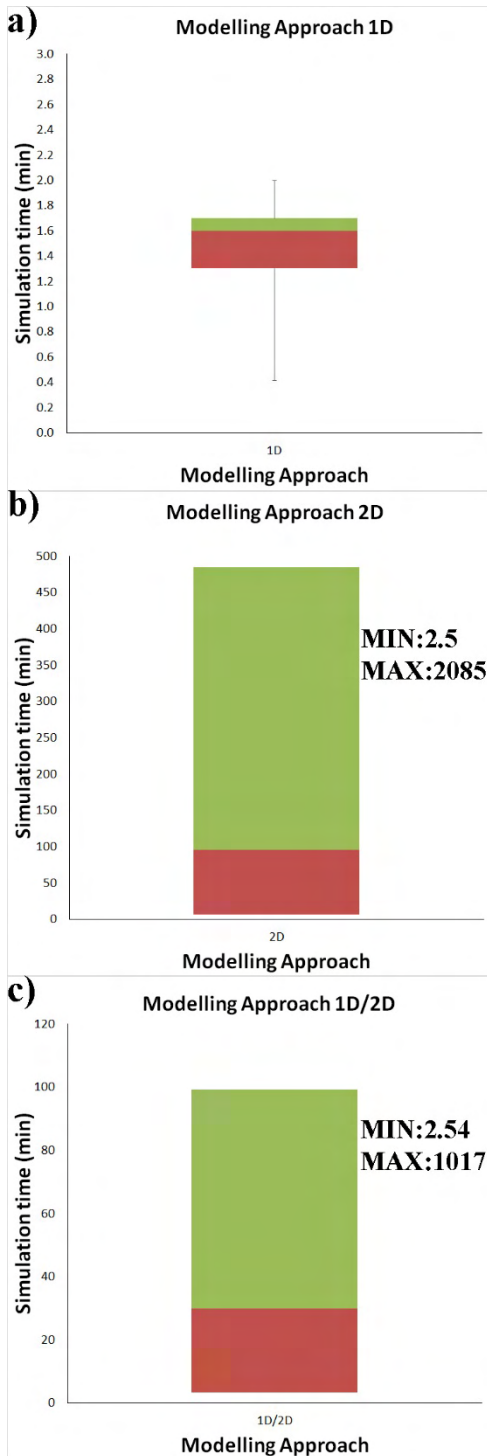 a)
Modelling Approach 1D
Simulation time (min)
3.0
2.8
2.6
2.4
2.2
2.0
1.8
1.6
1.4
1.2
1.0
0.8
0.6
0.4
0.2
0.0
1D
Modelling Approach
b)
Modelling Approach 2D
Simulation time (min)
500
450
400
350
300
250
200
150
100
50
0
MIN:2.5
MAX:2085
2D
Modelling Approach
c)
Modelling Approach 1D/2D
Simulation time (min)
120
100
80
60
40
20
0
MIN:2.54
MAX:1017
1D/2D
Modelling Approach